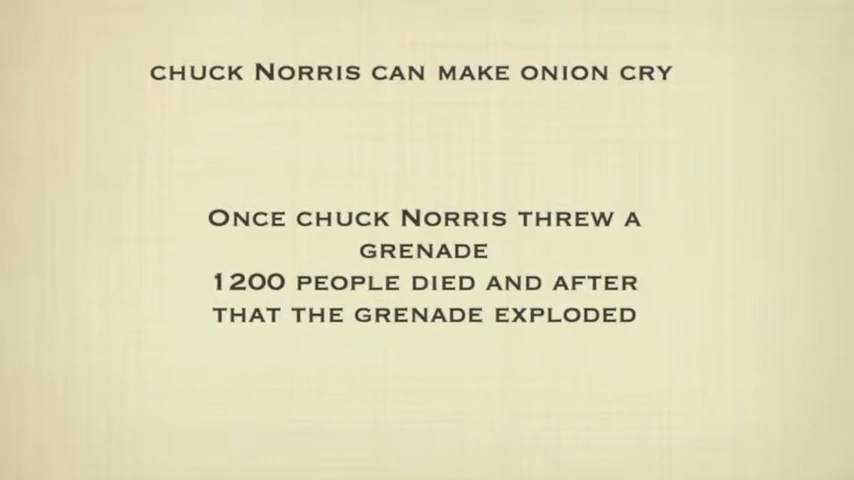 CHUCK NORRIS CAN MAKE ONION CRY
ONCE CHUCK NORRIS THREW A
GRENADE
1200 PEOPLE DIED AND AFTER
THAT THE GRENADE EXPLODED